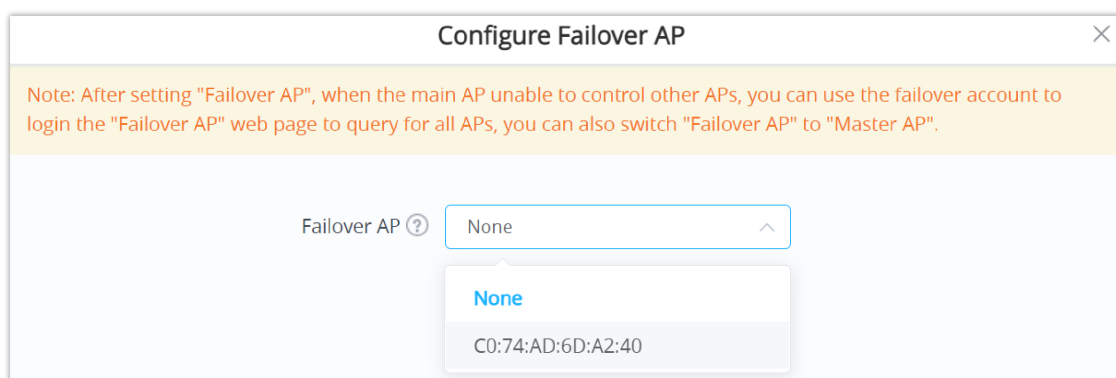 Configure Failover AP
Note: After setting "Failover AP", when the main AP unable to control other APs, you can use the failover account to
login the "Failover AP" web page to query for all APs, you can also switch "Failover AP" to "Master AP".
Failover AP ? None
None
C0:74:AD:6D:A2:40